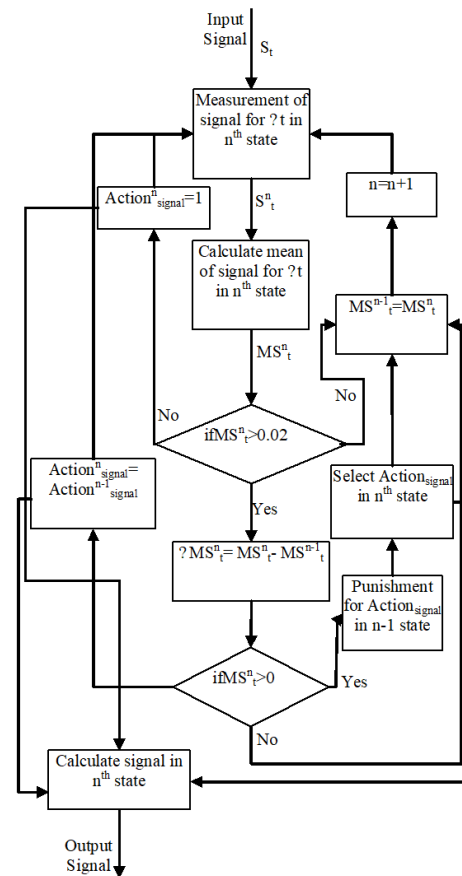 Input
Signal
Sₜ
Measurement of
signal for ?t in
nᵗʰ state
Actionⁿsignal=1
Sⁿₜ
n=n+1
Calculate mean
of signal for ?t
in nᵗʰ state
MSⁿ⁻¹ₜ=MSⁿₜ
MSⁿₜ
No
No
ifMSⁿₜ>0.02
Actionⁿsignal=
Actionⁿ⁻¹signal
Select Actionsignal
in nᵗʰ state
Yes
?MSⁿₜ= MSⁿₜ- MSⁿ⁻¹ₜ
Punishment
for Actionsignal
in n-1 state
ifMSⁿₜ>0
Yes
No
Calculate signal in
nᵗʰ state
Output
Signal